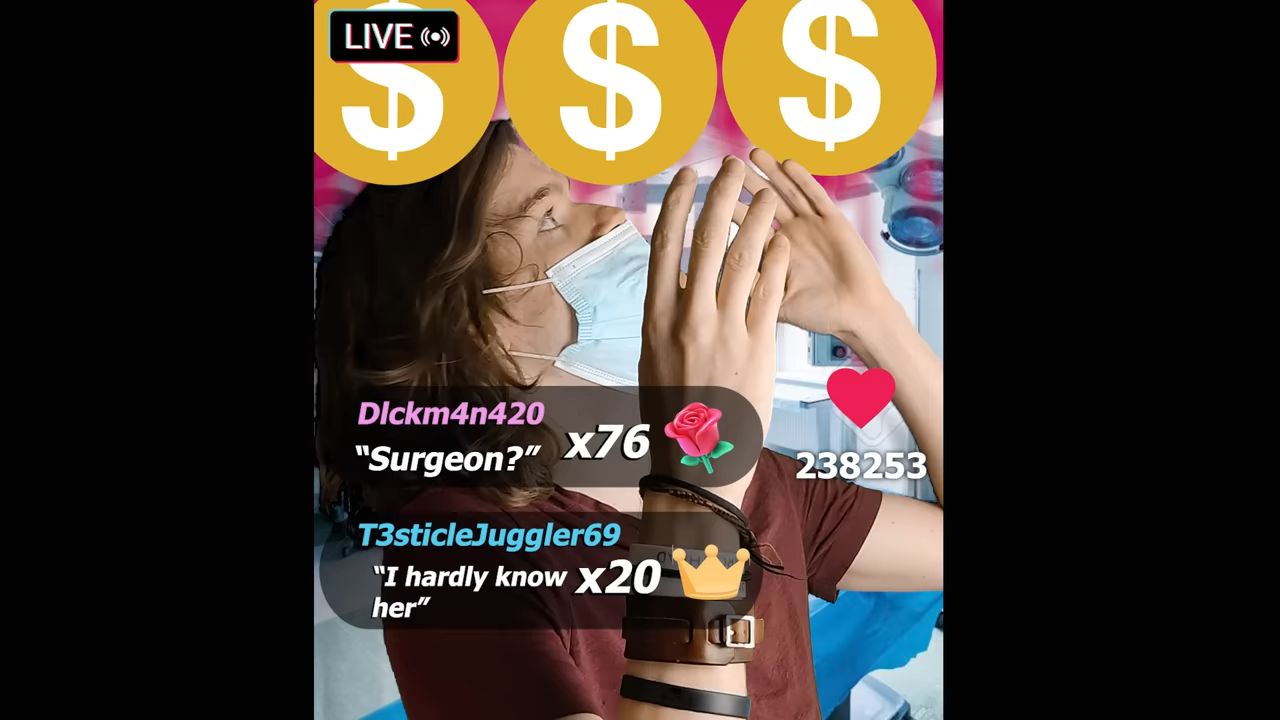 LIVE
$ $ $
Dlckm4n420
“Surgeon?” x76
238253
T3sticleJuggler69
“I hardly know x20
her”